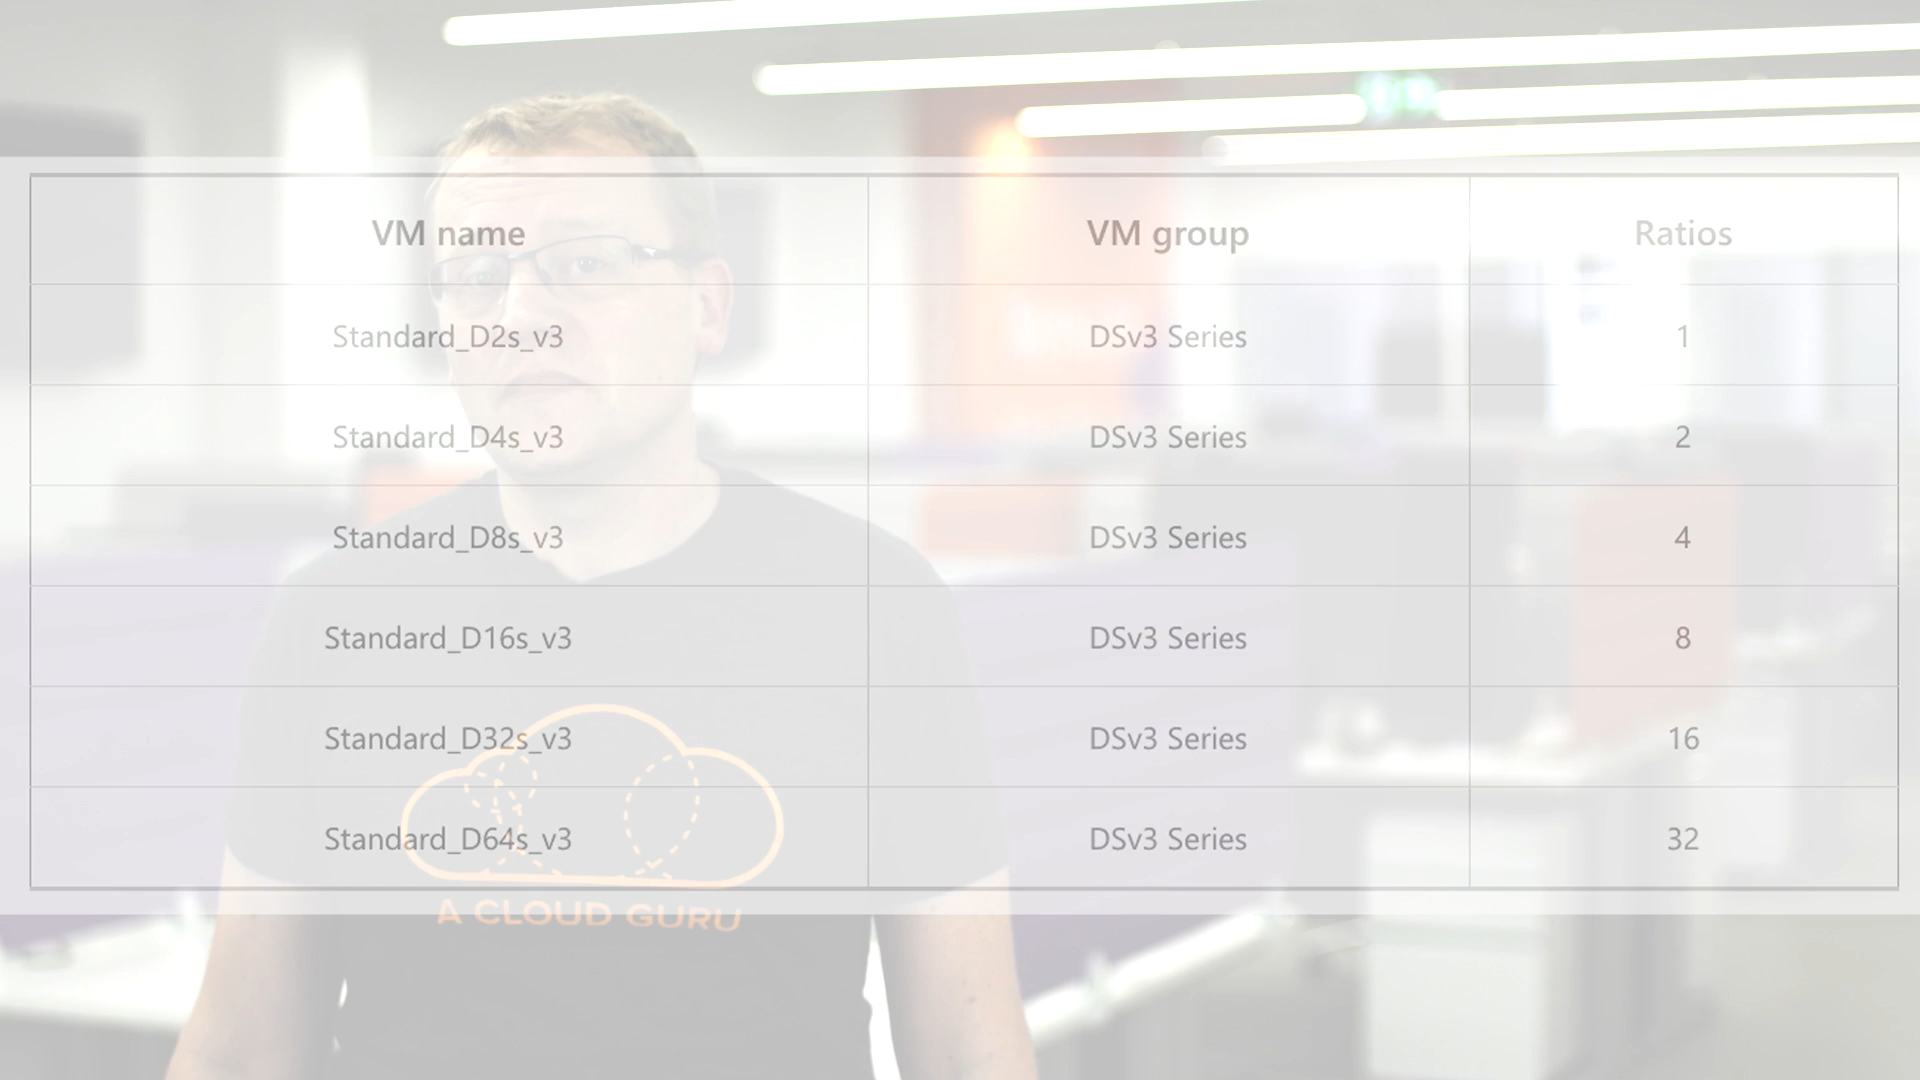 VM name VM group Ratios
Standard_D2s_v3 DSv3 Series 1
Standard_D4s_v3 DSv3 Series 2
Standard_D8s_v3 DSv3 Series 4
Standard_D16s_v3 DSv3 Series 8
Standard_D32s_v3 DSv3 Series 16
Standard_D64s_v3 DSv3 Series 32
A CLOUD GURU